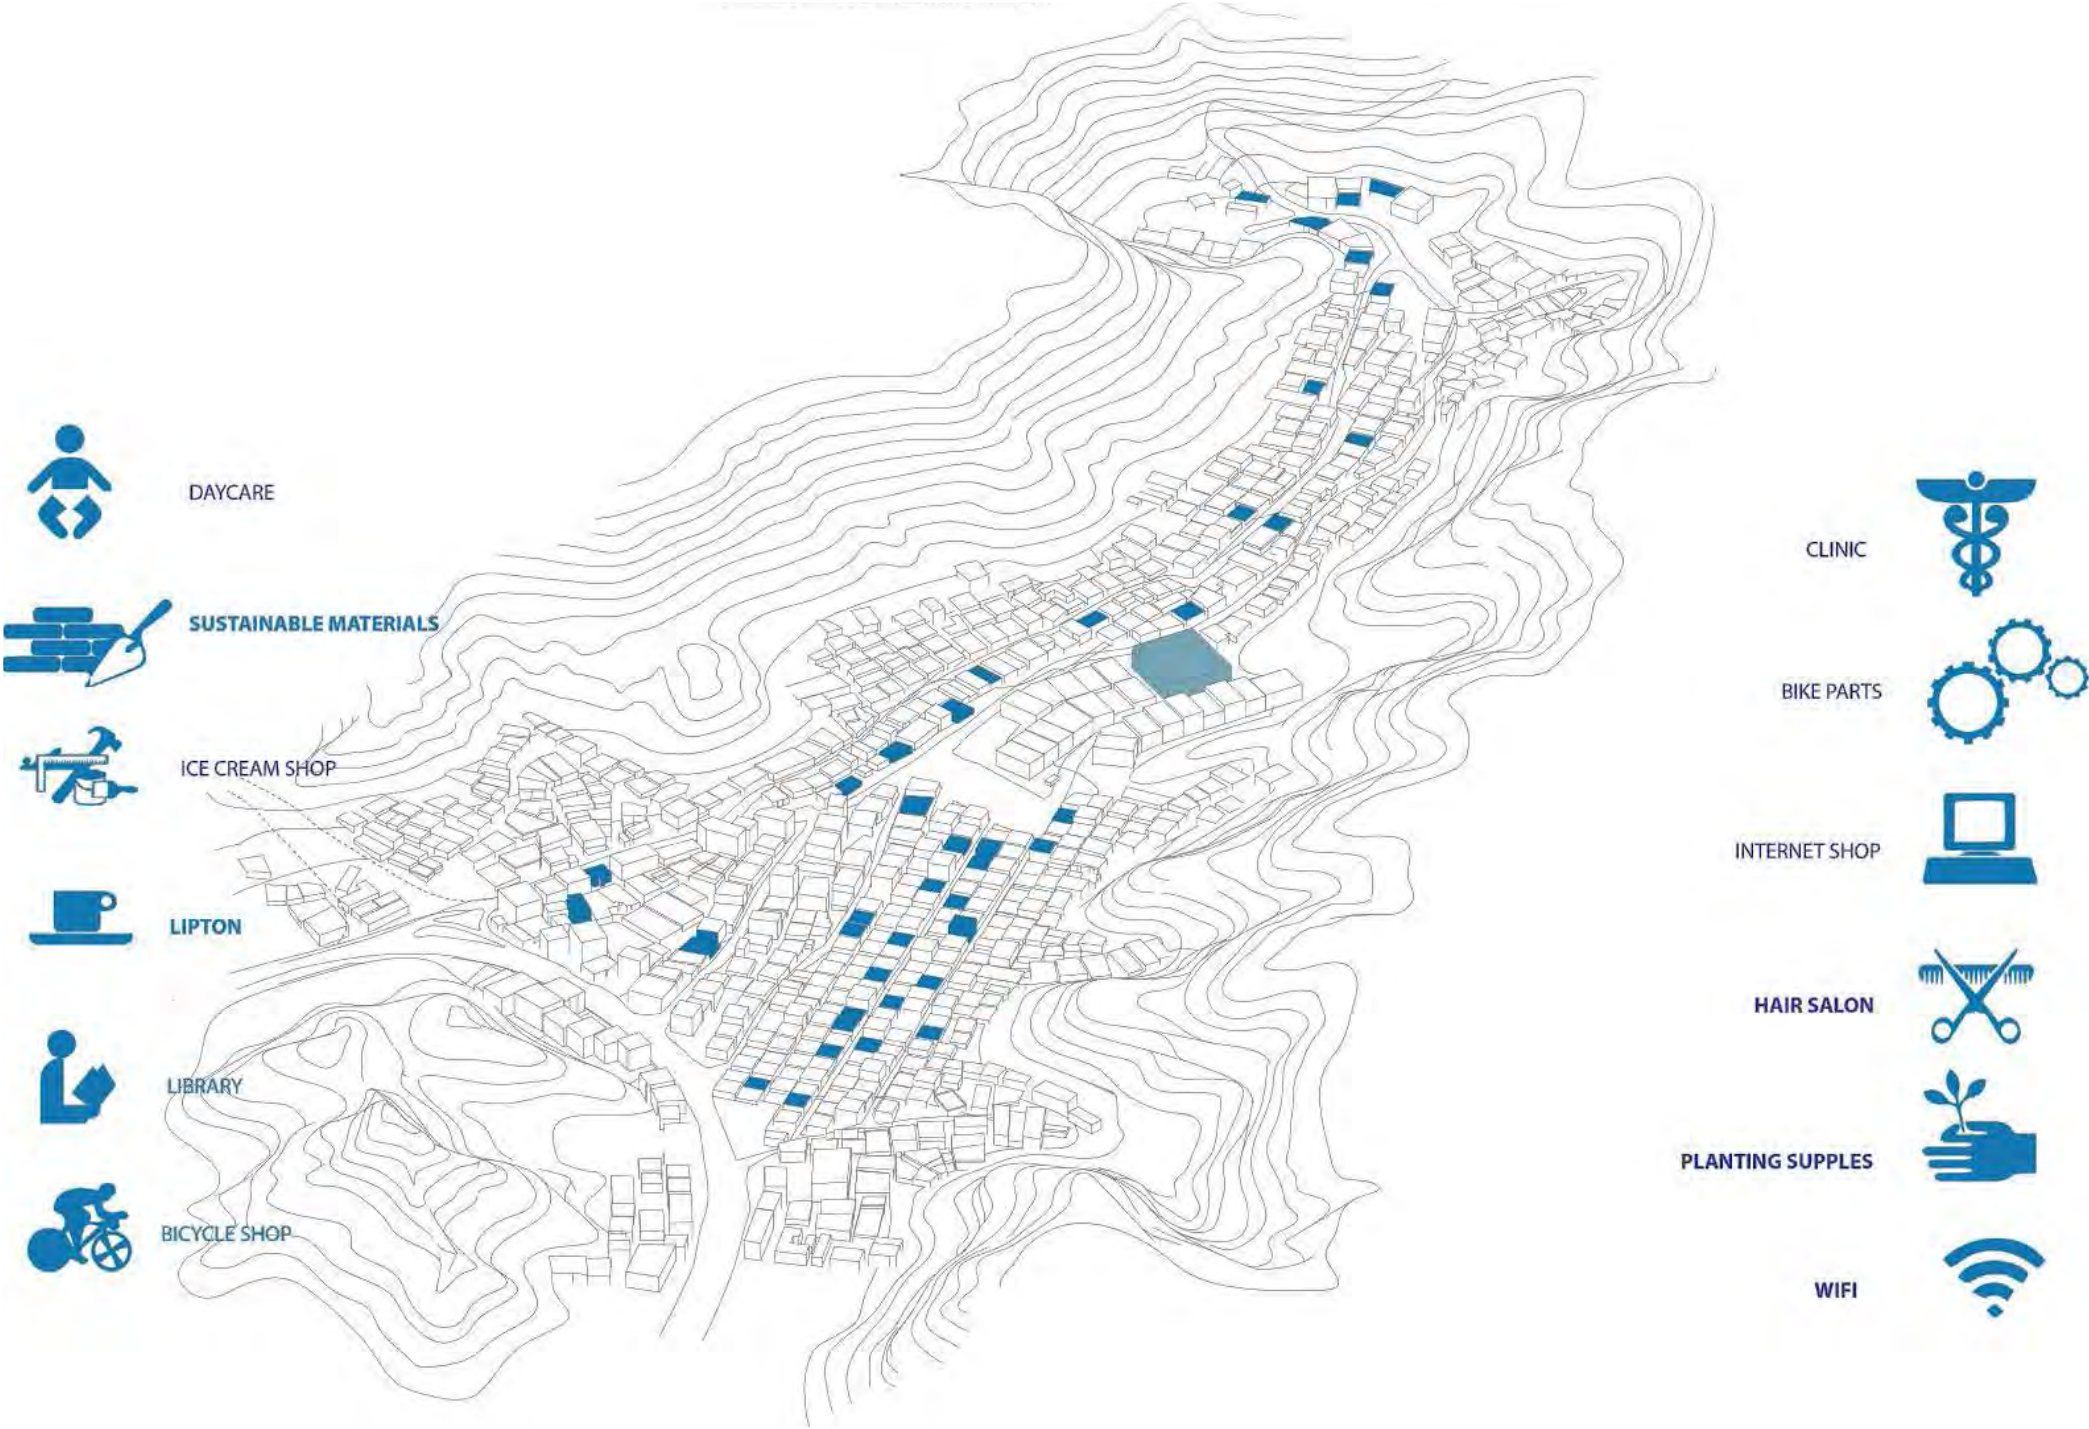 DAYCARE
SUSTAINABLE MATERIALS
ICE CREAM SHOP
LIPTON
LIBRARY
BICYCLE SHOP
CLINIC
BIKE PARTS
INTERNET SHOP
HAIR SALON
PLANTING SUPPLES
WIFI